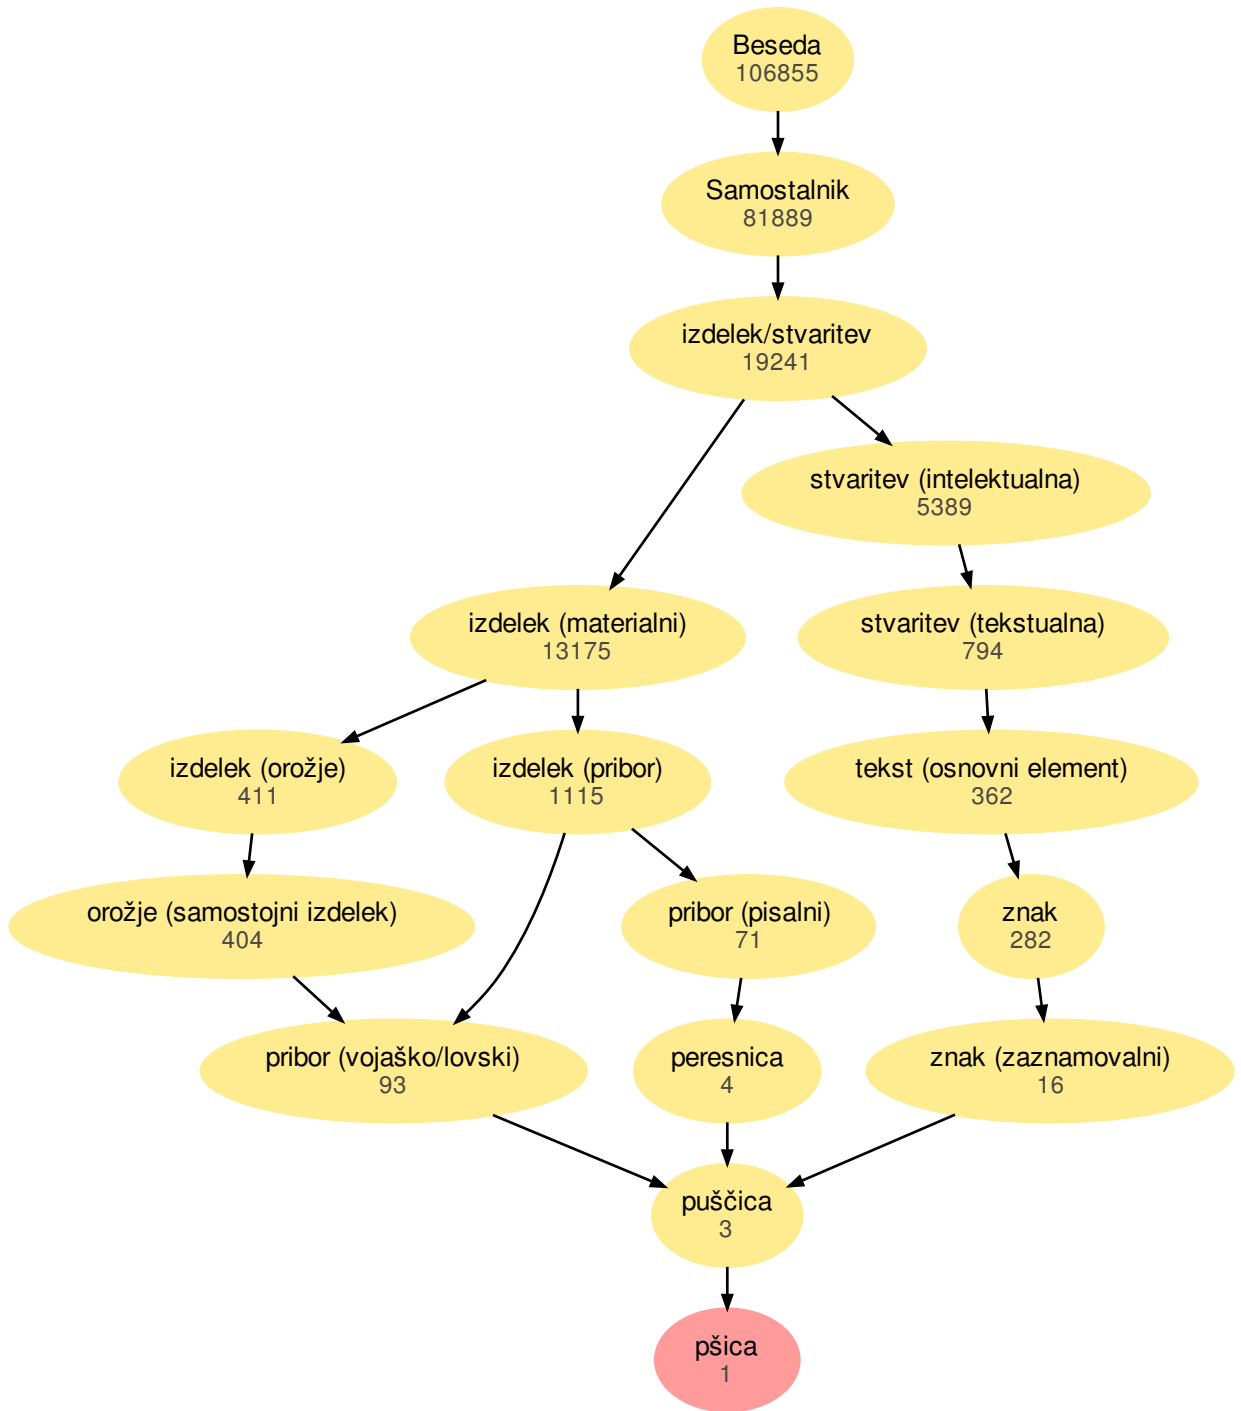 Beseda
106855
Samostalnik
81889
izdelek/stvaritev
19241
stvaritev (intelektualna)
5389
izdelek (materialni)
13175
stvaritev (tekstualna)
794
izdelek (orožje)
411
izdelek (pribor)
1115
tekst (osnovni element)
362
orožje (samostojni izdelek)
404
pribor (pisalni)
71
znak
282
pribor (vojaško/lovski)
93
peresnica
4
znak (zaznamovalni)
16
puščica
3
pšica
1